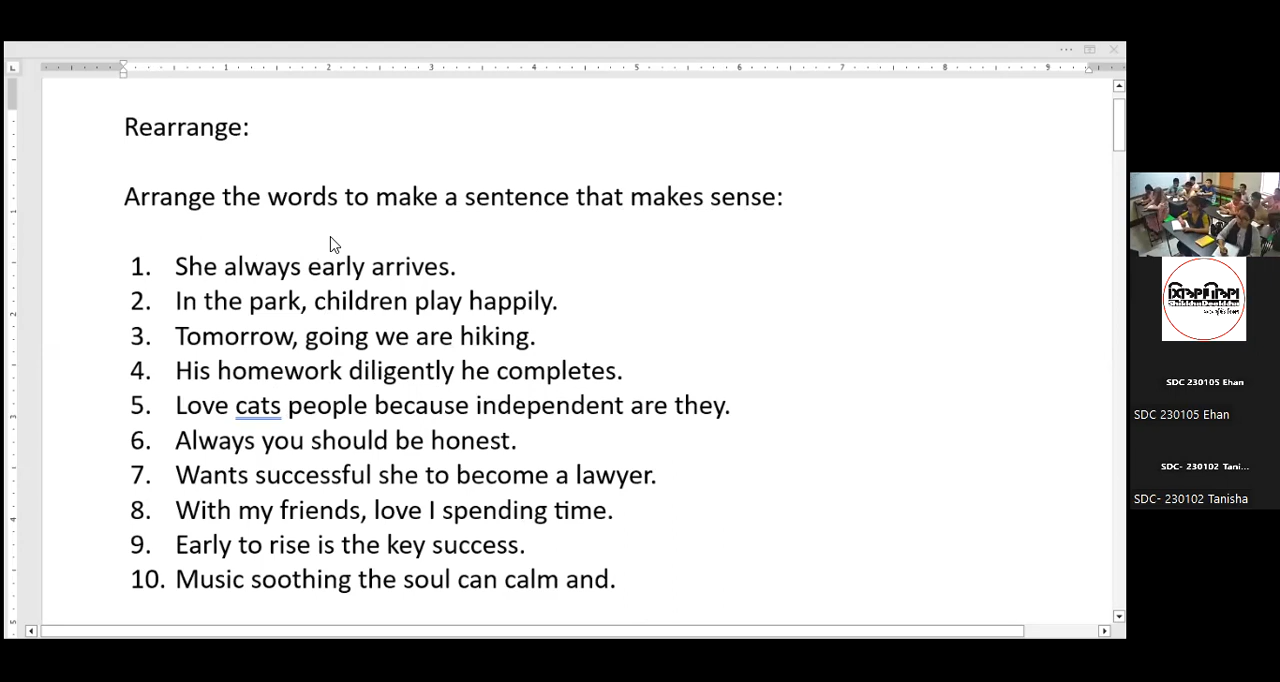 Rearrange:
Arrange the words to make a sentence that makes sense:
1. She always early arrives.
2. In the park, children play happily.
3. Tomorrow, going we are hiking.
4. His homework diligently he completes.
5. Love cats people because independent are they.
6. Always you should be honest.
7. Wants successful she to become a lawyer.
8. With my friends, love I spending time.
9. Early to rise is the key success.
10. Music soothing the soul can calm and.
SDC 230105 Ehan
SDC 230105 Ehan
SDC- 230102 Tani...
SDC- 230102 Tanisha